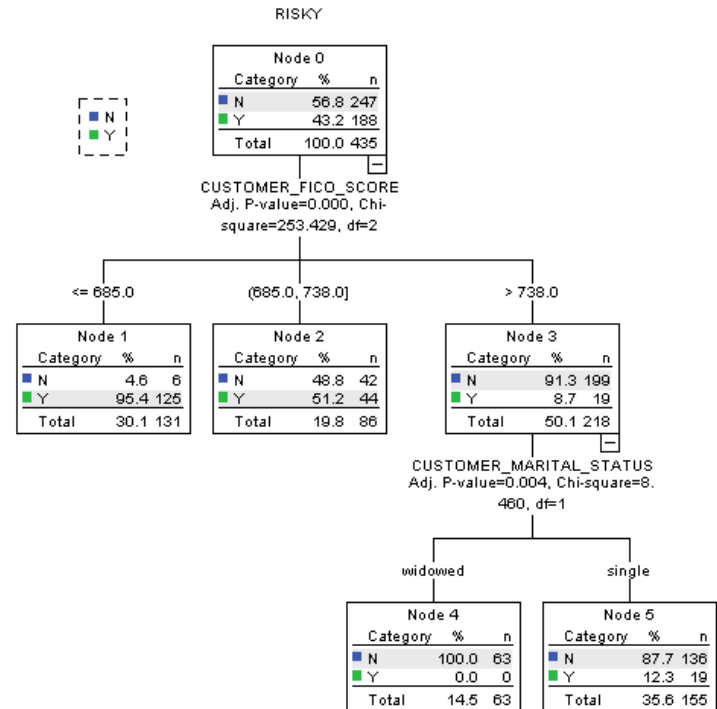 RISKY
N
Y
Node 0
Category % n
N 56.8 247
Y 43.2 188
Total 100.0 435
CUSTOMER_FICO_SCORE
Adj. P-value=0.000, Chi-
square=253.429, df=2
<= 685.0
(685.0, 738.0]
> 738.0
Node 1
Category % n
N 4.6 6
Y 95.4 125
Total 30.1 131
Node 2
Category % n
N 48.8 42
Y 51.2 44
Total 19.8 86
Node 3
Category % n
N 91.3 199
Y 8.7 19
Total 50.1 218
CUSTOMER_MARITAL_STATUS
Adj. P-value=0.004, Chi-square=8.
460, df=1
widowed
single
Node 4
Category % n
N 100.0 63
Y 0.0 0
Total 14.5 63
Node 5
Category % n
N 87.7 136
Y 12.3 19
Total 35.6 155